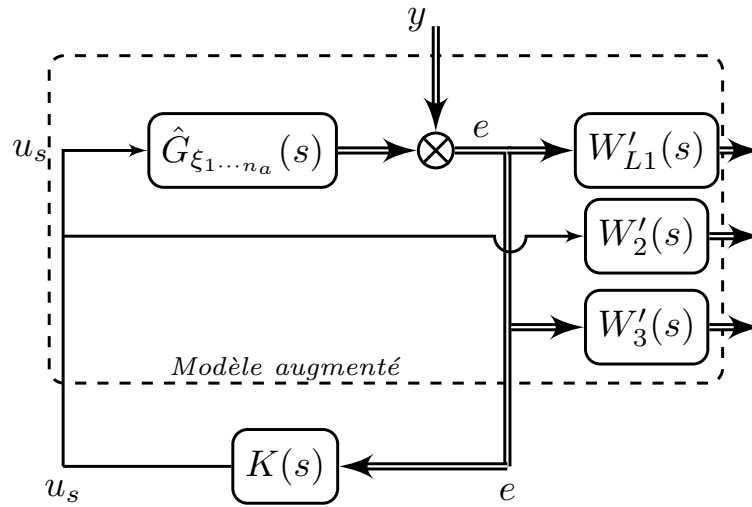 y
u_s
Ĝ_{ξ_{1⋯n_a}}(s)
e
W'_{L1}(s)
W'_2(s)
W'_3(s)
Modèle augmenté
K(s)
u_s
e